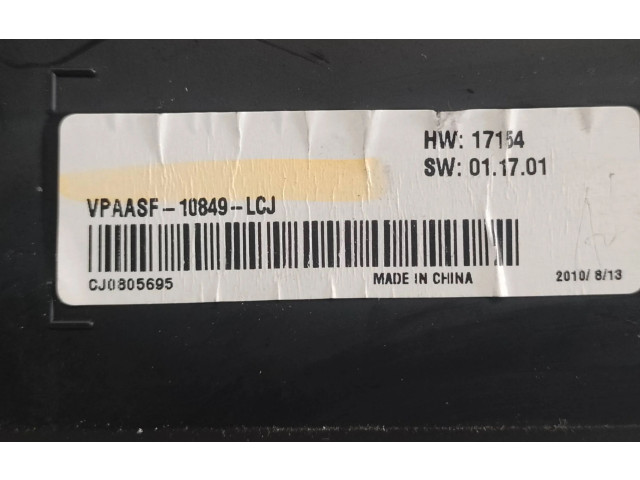 HW: 17154
SW: 01.17.01
VPAASF-10849-LCJ
CJ0805695
MADE IN CHINA
2010/ 8/13